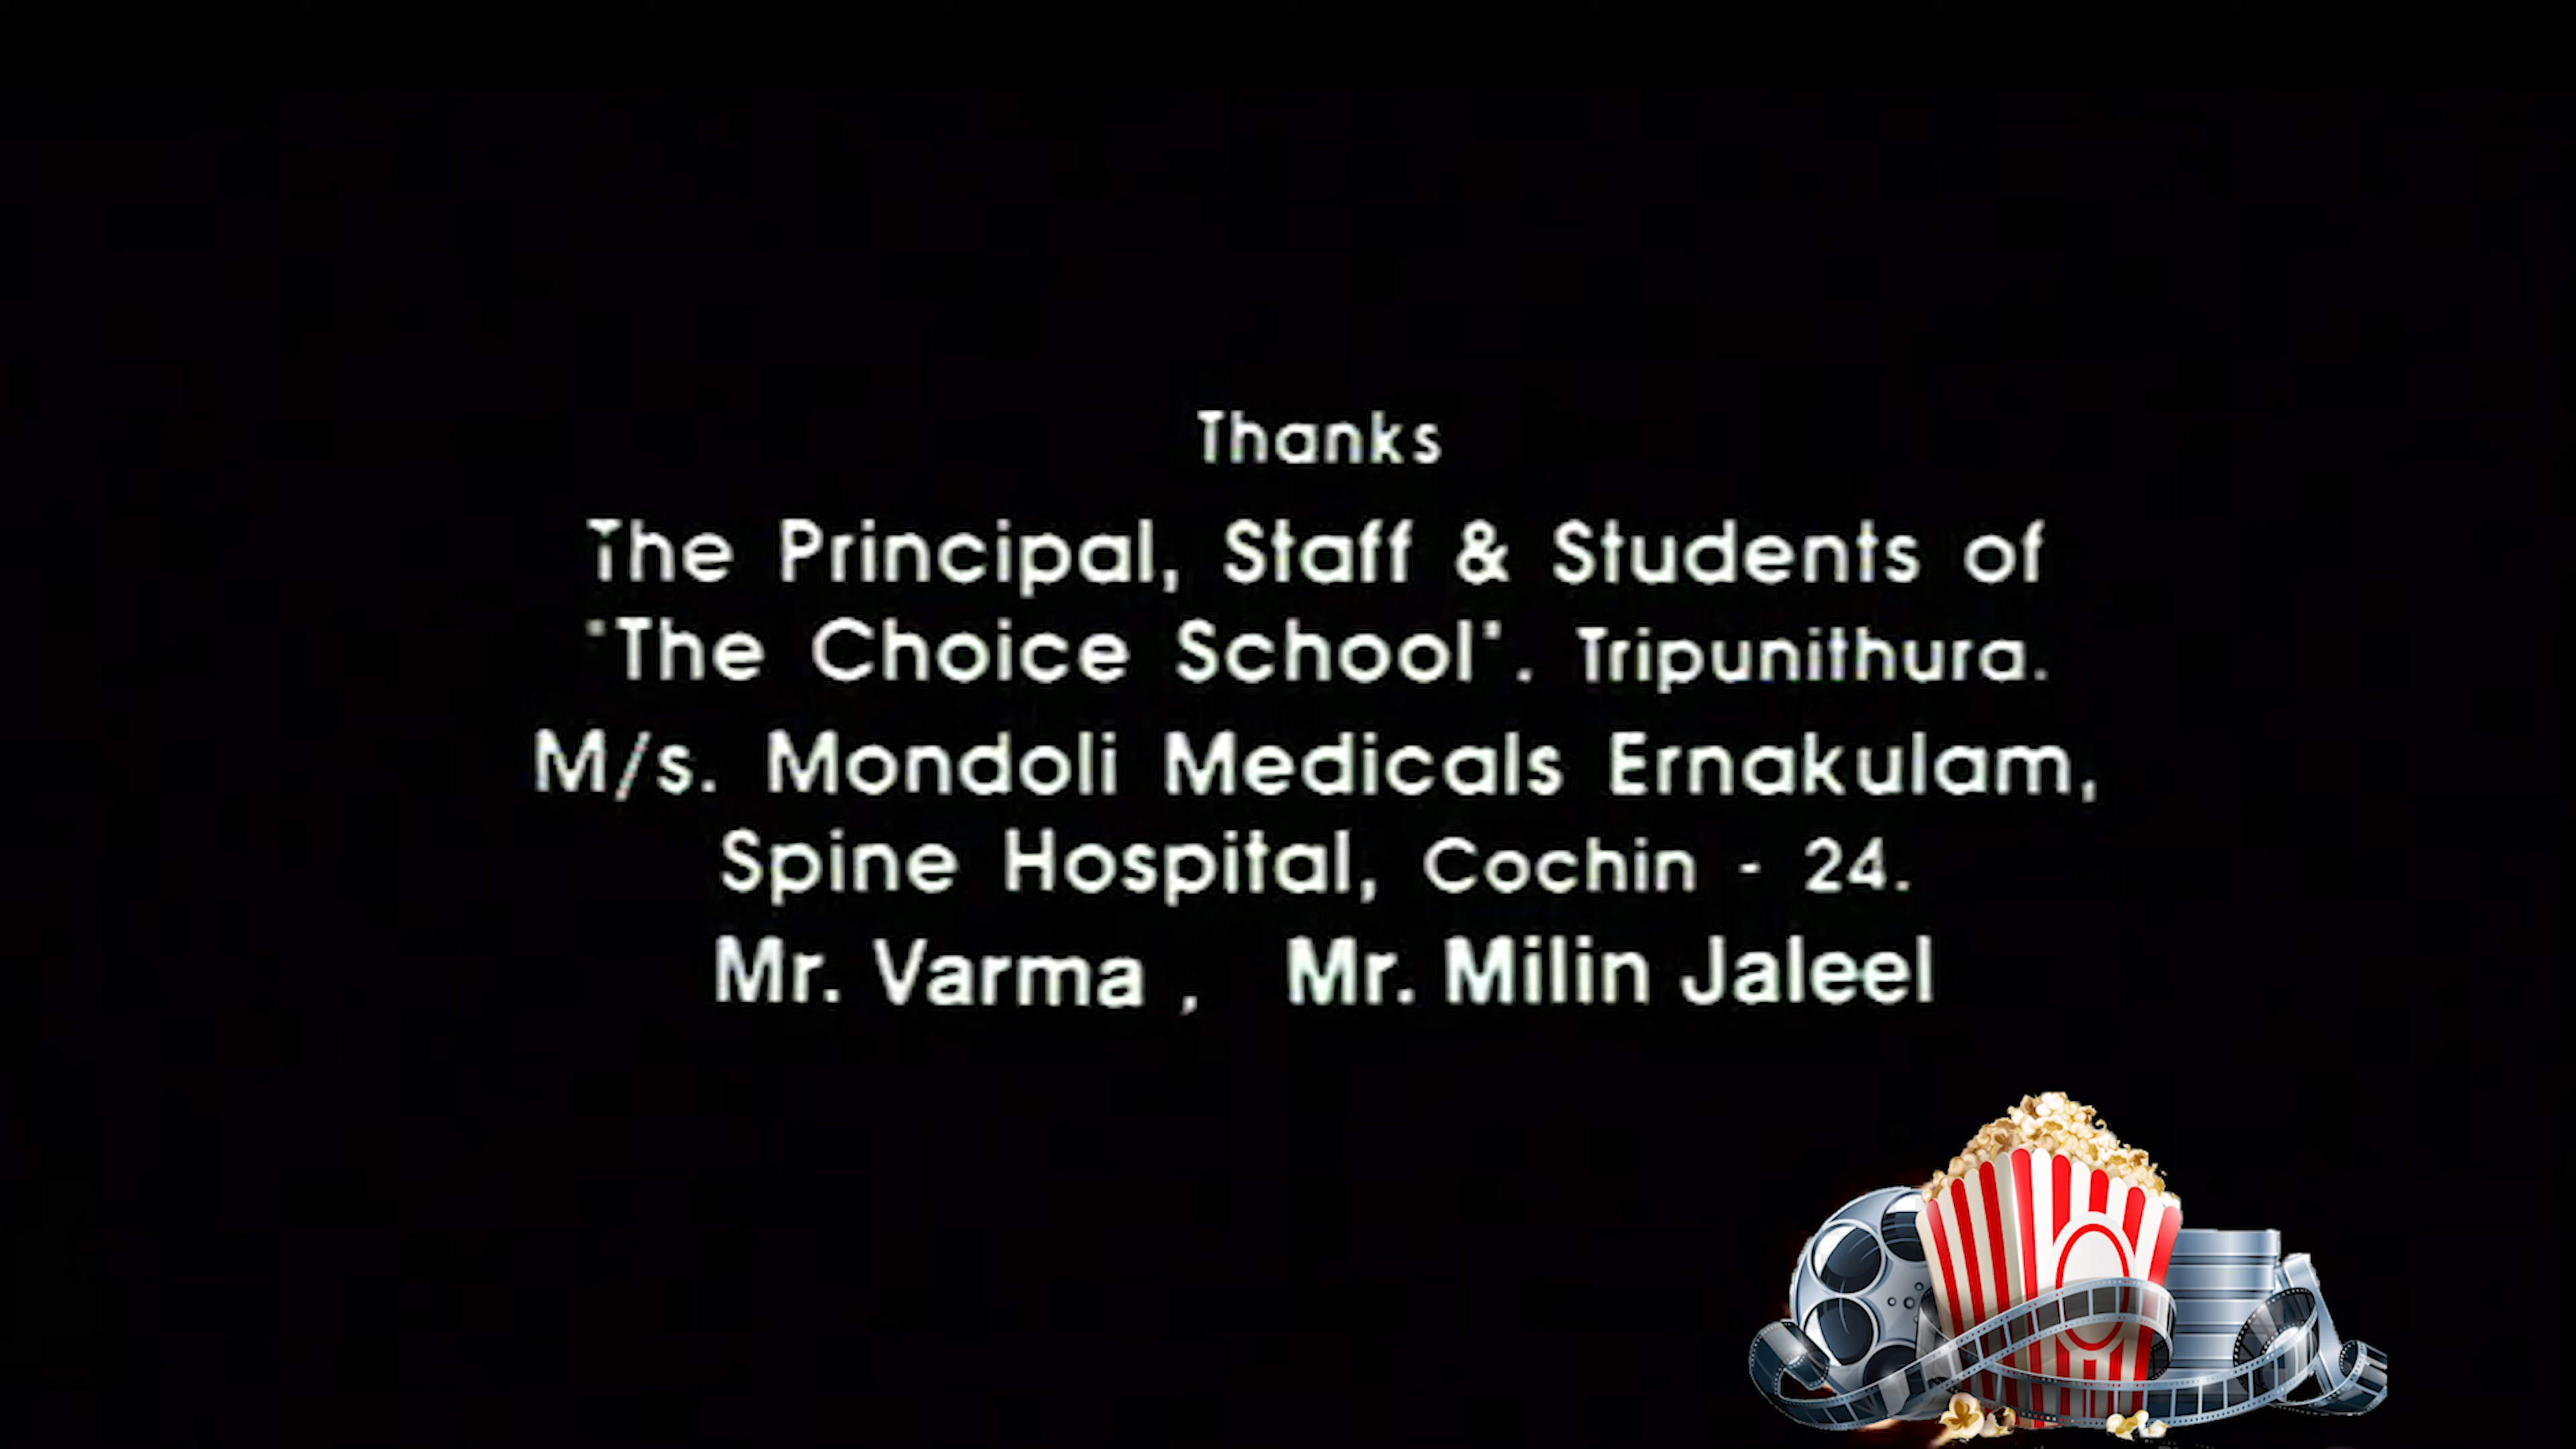 Thanks
The Principal, Staff & Students of
"The Choice School". Tripunithura.
M/s. Mondoli Medicals Ernakulam,
Spine Hospital, Cochin - 24.
Mr. Varma , Mr. Milin Jaleel